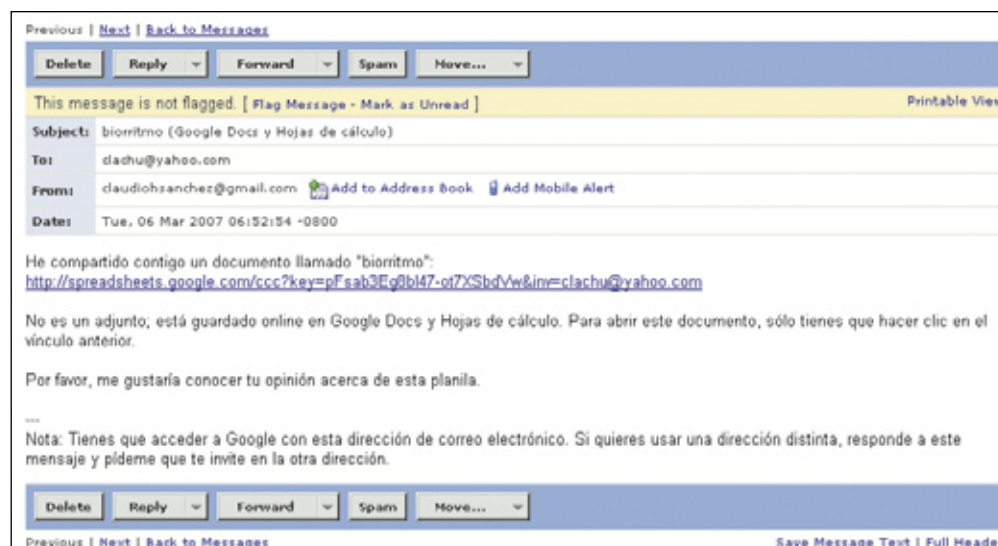 Previous | Next | Back to Messages
Delete Reply Forward Spam Move...
This message is not flagged. [ Flag Message - Mark as Unread ] Printable View
Subject: biorritmo (Google Docs y Hojas de cálculo)
To: clachu@yahoo.com
From: claudiohsanchez@gmail.com Add to Address Book Add Mobile Alert
Date: Tue, 06 Mar 2007 06:52:54 -0800
He compartido contigo un documento llamado "biorritmo":
http://spreadsheets.google.com/ccc?key=pFsab3Eg8bl47-ot7XSbdVw&inv=clachu@yahoo.com
No es un adjunto; está guardado online en Google Docs y Hojas de cálculo. Para abrir este documento, sólo tienes que hacer clic en el
vínculo anterior.
Por favor, me gustaría conocer tu opinión acerca de esta planila.
---
Nota: Tienes que acceder a Google con esta dirección de correo electrónico. Si quieres usar una dirección distinta, responde a este
mensaje y pídeme que te invite en la otra dirección.
Delete Reply Forward Spam Move...
Previous | Next | Back to Messages Save Message Text | Full Heade